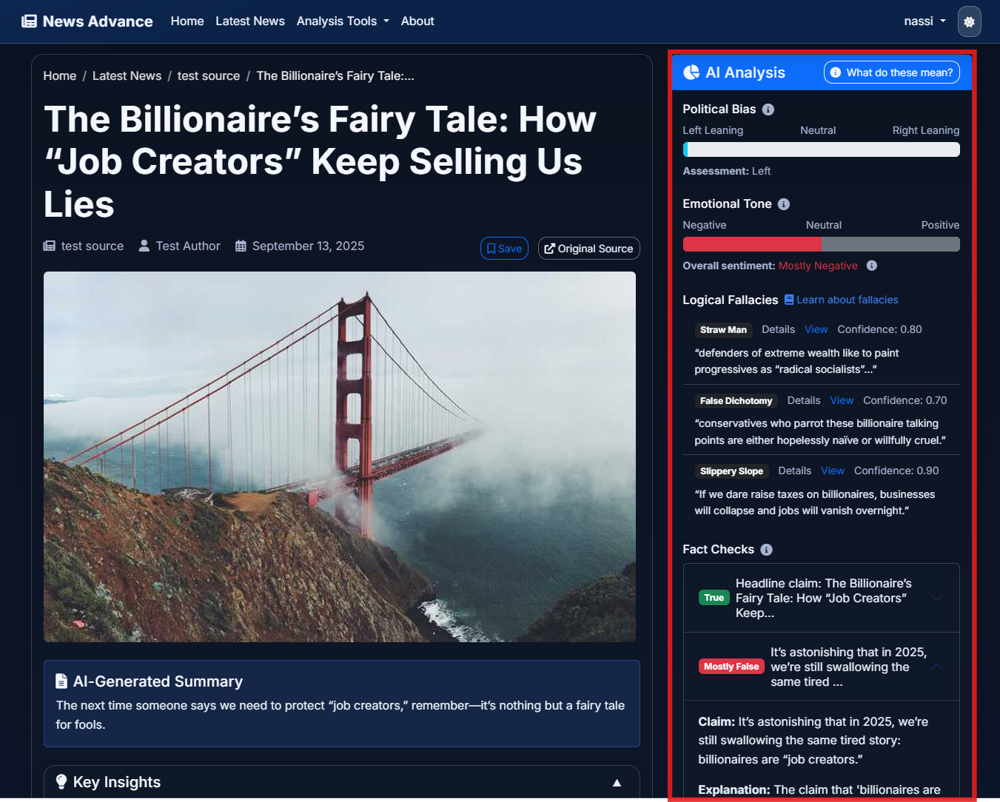 News Advance
Home
Latest News
Analysis Tools
About
nassi
Home / Latest News / test source / The Billionaire’s Fairy Tale:...
The Billionaire’s Fairy Tale: How
“Job Creators” Keep Selling Us
Lies
test source
Test Author
September 13, 2025
Save
Original Source
AI-Generated Summary
The next time someone says we need to protect “job creators,” remember—it’s nothing but a fairy tale
for fools.
Key Insights
AI Analysis
What do these mean?
Political Bias
Left Leaning
Neutral
Right Leaning
Assessment: Left
Emotional Tone
Negative
Neutral
Positive
Overall sentiment: Mostly Negative
Logical Fallacies
Learn about fallacies
Straw Man Details View Confidence: 0.80
“defenders of extreme wealth like to paint
progressives as “radical socialists”...”
False Dichotomy Details View Confidence: 0.70
“conservatives who parrot these billionaire talking
points are either hopelessly naïve or willfully cruel.”
Slippery Slope Details View Confidence: 0.90
“If we dare raise taxes on billionaires, businesses
will collapse and jobs will vanish overnight.”
Fact Checks
True
Headline claim: The Billionaire’s
Fairy Tale: How “Job Creators”
Keep...
Mostly False
It’s astonishing that in 2025,
we’re still swallowing the
same tired ...
Claim: It’s astonishing that in 2025, we’re
still swallowing the same tired story:
billionaires are “job creators.”
Explanation: The claim that 'billionaires are